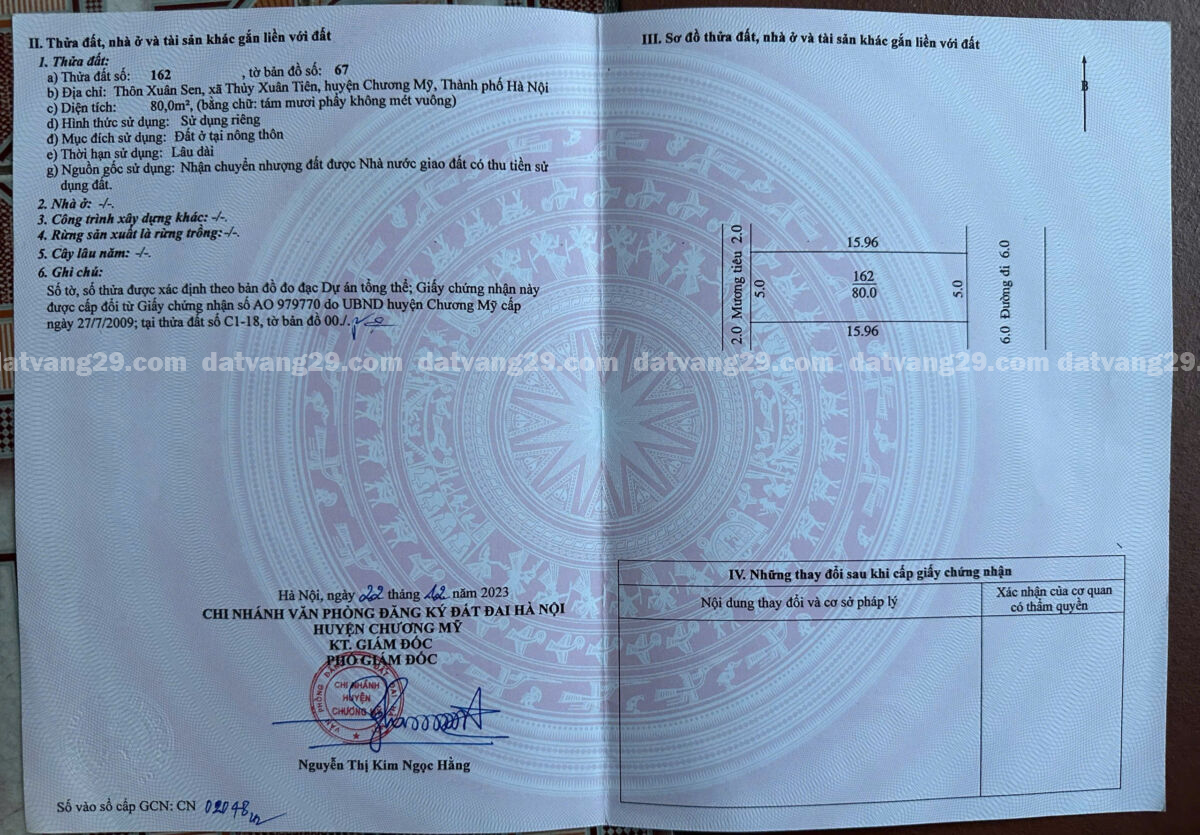 II. Thửa đất, nhà ở và tài sản khác gắn liền với đất
1. Thửa đất:
a) Thửa đất số: 162 , tờ bản đồ số: 67
b) Địa chỉ: Thôn Xuân Sen, xã Thủy Xuân Tiên, huyện Chương Mỹ, Thành phố Hà Nội
c) Diện tích: 80,0m², (bằng chữ: tám mươi phẩy không mét vuông)
d) Hình thức sử dụng: Sử dụng riêng
đ) Mục đích sử dụng: Đất ở tại nông thôn
e) Thời hạn sử dụng: Lâu dài
g) Nguồn gốc sử dụng: Nhận chuyển nhượng đất được Nhà nước giao đất có thu tiền sử
dụng đất.
2. Nhà ở: -/-.
3. Công trình xây dựng khác: -/-.
4. Rừng sản xuất là rừng trồng:-/-.
5. Cây lâu năm: -/-.
6. Ghi chú:
Số tờ, số thửa được xác định theo bản đồ đo đạc Dự án tổng thể; Giấy chứng nhận này
được cấp đổi từ Giấy chứng nhận số AO 979770 do UBND huyện Chương Mỹ cấp
ngày 27/7/2009; tại thửa đất số C1-18, tờ bản đồ 00./.
Hà Nội, ngày 22 tháng 12 năm 2023
CHI NHÁNH VĂN PHÒNG ĐĂNG KÝ ĐẤT ĐAI HÀ NỘI
HUYỆN CHƯƠNG MỸ
KT. GIÁM ĐỐC
PHÓ GIÁM ĐỐC
CHI NHÁNH
HUYỆN
CHƯƠNG MỸ
Nguyễn Thị Kim Ngọc Hằng
Số vào sổ cấp GCN: CN 02048
III. Sơ đồ thửa đất, nhà ở và tài sản khác gắn liền với đất
B
2.0 Mương tiêu 2.0
15.96
5.0
162
80.0
5.0
15.96
6.0 Đường đi 6.0
datvang29.com datvang29.com datvang29.com datvang29.com datvang29.com datvang29.
IV. Những thay đổi sau khi cấp giấy chứng nhận
Nội dung thay đổi và cơ sở pháp lý
Xác nhận của cơ quan
có thẩm quyền